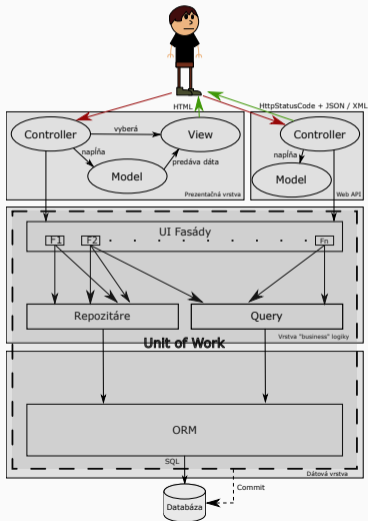 HTML
HttpStatusCode + JSON / XML
Controller
vyberá
View
Controller
napĺňa
predáva dáta
napĺňa
Model
Model
Prezentačná vrstva
Web API
UI Fasády
F1
F2
Fn
Repozitáre
Query
Vrstva "business" logiky
Unit of Work
ORM
SQL
Dátová vrstva
Commit
Databáza